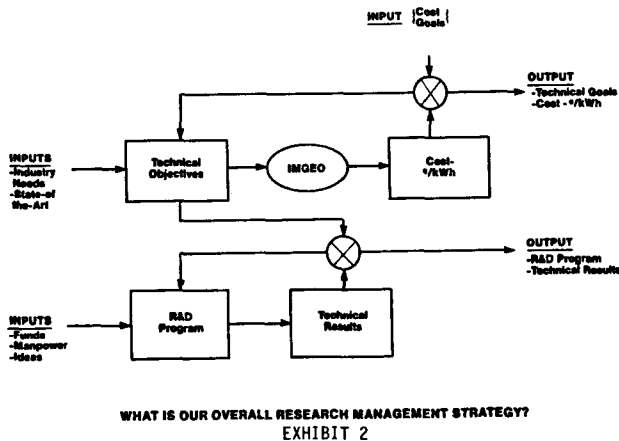 INPUT {Cost
Goals}
OUTPUT
-Technical Goals
-Cost - ¢/kWh
INPUTS
-Industry
Needs
-State-of
the-Art
Technical
Objectives
IMGEO
Cost-
¢/kWh
OUTPUT
-R&D Program
-Technical Results
INPUTS
-Funds
-Manpower
-Ideas
R&D
Program
Technical
Results
WHAT IS OUR OVERALL RESEARCH MANAGEMENT STRATEGY?
EXHIBIT 2